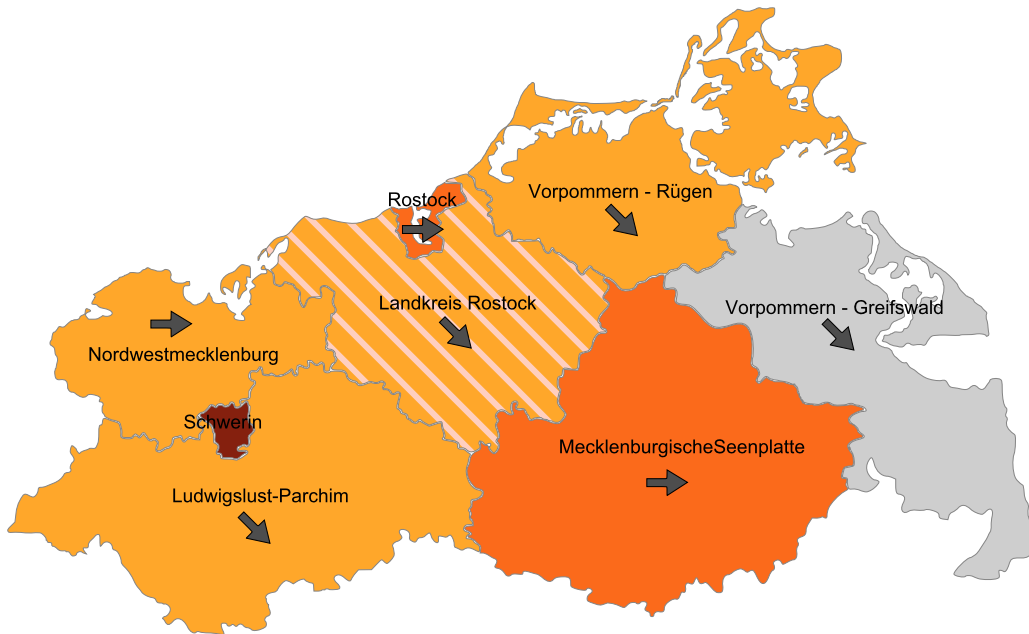 Vorpommern - Rügen
Rostock
Landkreis Rostock
Vorpommern - Greifswald
Nordwestmecklenburg
Schwerin
MecklenburgischeSeenplatte
Ludwigslust-Parchim